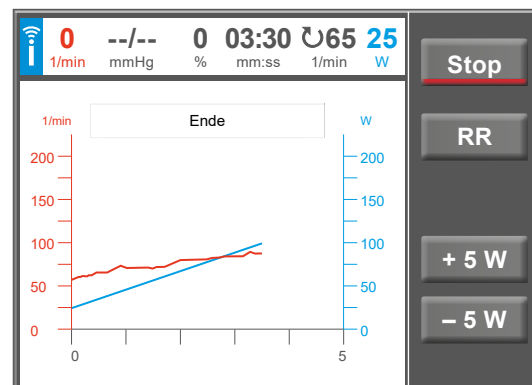 0 --/-- 0 03:30 ↻65 25
1/min mmHg % mm:ss 1/min W
Stop
RR
+ 5 W
– 5 W
1/min Ende W
200 200
150 150
100 100
50 50
0 0
0 5